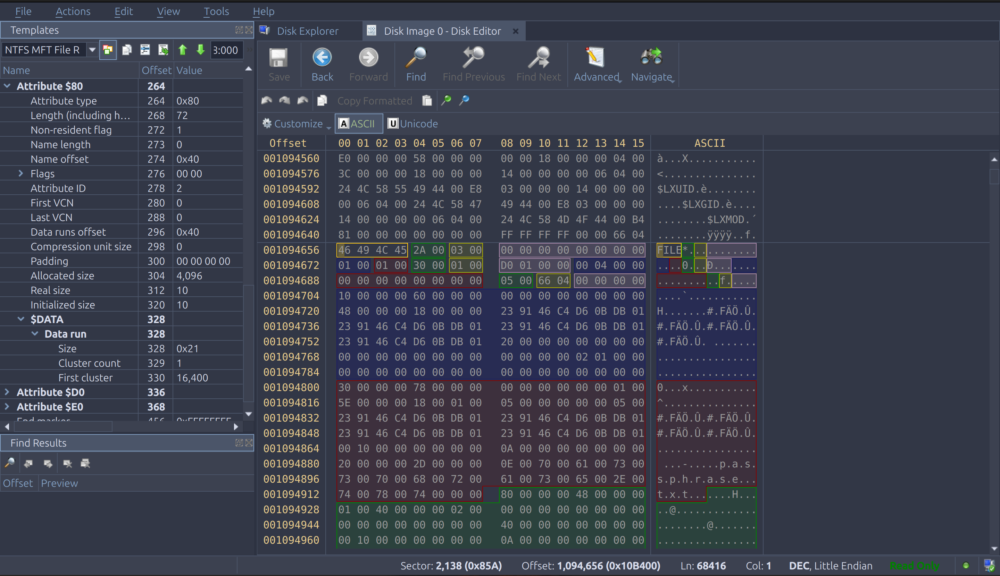 File Actions Edit View Tools Help
Templates
NTFS MFT File R 3:000
Name Offset Value
Attribute $80 264
Attribute type 264 0x80
Length (including h... 268 72
Non-resident flag 272 1
Name length 273 0
Name offset 274 0x40
Flags 276 00 00
Attribute ID 278 2
First VCN 280 0
Last VCN 288 0
Data runs offset 296 0x40
Compression unit size 298 0
Padding 300 00 00 00 00
Allocated size 304 4,096
Real size 312 10
Initialized size 320 10
$DATA 328
Data run 328
Size 328 0x21
Cluster count 329 1
First cluster 330 16,400
Attribute $D0 336
Attribute $E0 368
End marker 456 0xFFFFFFFF
Find Results
Offset Preview
Disk Explorer Disk Image 0 - Disk Editor
Save Back Forward Find Find Previous Find Next Advanced Navigate
Copy Formatted
Customize A ASCII U Unicode
Offset 00 01 02 03 04 05 06 07 08 09 10 11 12 13 14 15 ASCII
001094560 E0 00 00 00 58 00 00 00 00 00 18 00 00 00 04 00 à...X...........
001094576 3C 00 00 00 18 00 00 00 14 00 00 00 00 06 04 00 <...............
001094592 24 4C 58 55 49 44 00 E8 03 00 00 00 14 00 00 00 $LXUID.è........
001094608 00 06 04 00 24 4C 58 47 49 44 00 E8 03 00 00 00 ....$LXGID.è....
001094624 14 00 00 00 00 06 04 00 24 4C 58 4D 4F 44 00 B4 ........$LXMOD.´
001094640 81 00 00 00 00 00 00 00 FF FF FF FF 00 00 66 04 ........ÿÿÿÿ..f.
001094656 46 49 4C 45 2A 00 03 00 00 00 00 00 00 00 00 00 FILE*...........
001094672 01 00 01 00 30 00 01 00 D0 01 00 00 00 04 00 00 ....0...Ð.......
001094688 00 00 00 00 00 00 00 00 05 00 66 04 00 00 00 00 ..........f.....
001094704 10 00 00 00 60 00 00 00 00 00 00 00 00 00 00 00 ....`...........
001094720 48 00 00 00 18 00 00 00 23 91 46 C4 D6 0B DB 01 H.......#.FÄÖ.Û.
001094736 23 91 46 C4 D6 0B DB 01 23 91 46 C4 D6 0B DB 01 #.FÄÖ.Û.#.FÄÖ.Û.
001094752 23 91 46 C4 D6 0B DB 01 20 00 00 00 00 00 00 00 #.FÄÖ.Û. .......
001094768 00 00 00 00 00 00 00 00 00 00 00 00 02 01 00 00 ................
001094784 00 00 00 00 00 00 00 00 00 00 00 00 00 00 00 00 ................
001094800 30 00 00 00 78 00 00 00 00 00 00 00 00 00 01 00 0...x...........
001094816 5E 00 00 00 18 00 01 00 05 00 00 00 00 00 05 00 ^...............
001094832 23 91 46 C4 D6 0B DB 01 23 91 46 C4 D6 0B DB 01 #.FÄÖ.Û.#.FÄÖ.Û.
001094848 23 91 46 C4 D6 0B DB 01 23 91 46 C4 D6 0B DB 01 #.FÄÖ.Û.#.FÄÖ.Û.
001094864 00 10 00 00 00 00 00 00 0A 00 00 00 00 00 00 00 ................
001094880 20 00 00 00 2D 00 00 00 0E 00 70 00 61 00 73 00 ...-.....p.a.s.
001094896 73 00 70 00 68 00 72 00 61 00 73 00 65 00 2E 00 s.p.h.r.a.s.e...
001094912 74 00 78 00 74 00 00 00 80 00 00 00 48 00 00 00 t.x.t.......H...
001094928 01 00 40 00 00 00 02 00 00 00 00 00 00 00 00 00 ..@.............
001094944 00 00 00 00 00 00 00 00 40 00 00 00 00 00 00 00 ........@.......
001094960 00 10 00 00 00 00 00 00 0A 00 00 00 00 00 00 00 ................
Sector: 2,138 (0x85A) Offset: 1,094,656 (0x10B400) Ln: 68416 Col: 1 DEC, Little Endian Read Only